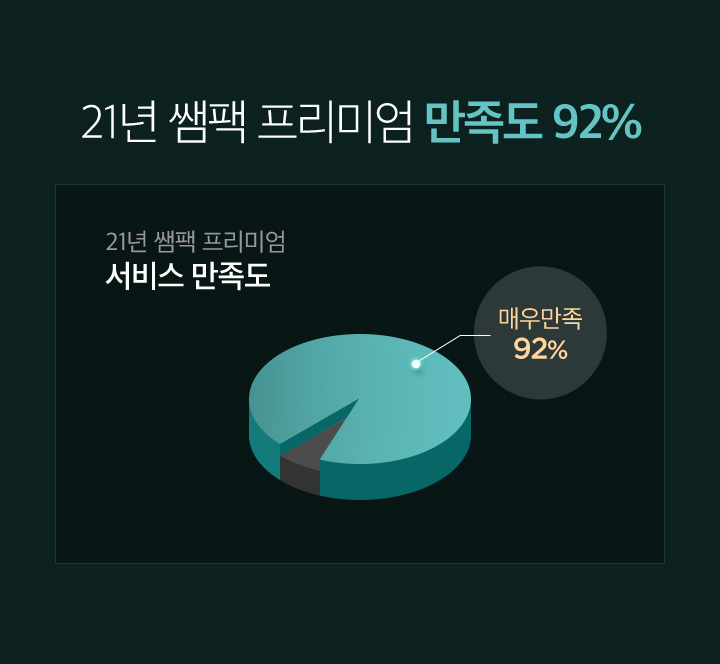 21년 쌤팩 프리미엄 만족도 92%
21년 쌤팩 프리미엄
서비스 만족도
매우만족
92%